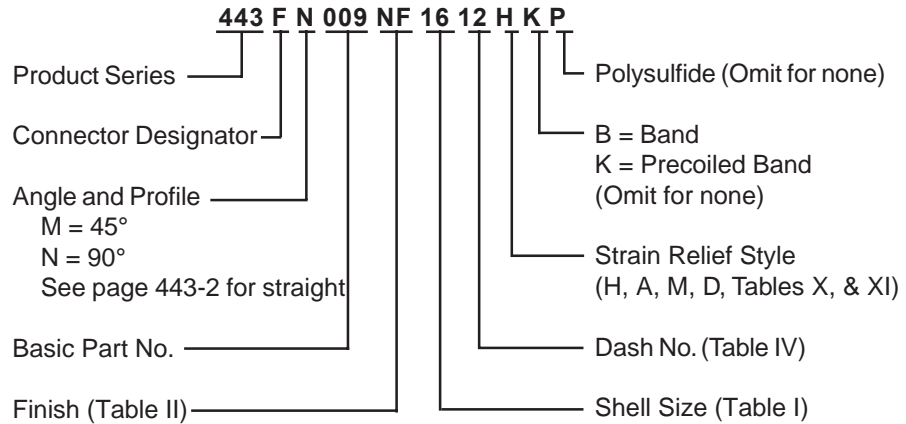 443 F N 009 NF 16 12 H K P
Product Series
Connector Designator
Angle and Profile
M = 45°
N = 90°
See page 443-2 for straight
Basic Part No.
Finish (Table II)
Polysulfide (Omit for none)
B = Band
K = Precoiled Band
(Omit for none)
Strain Relief Style
(H, A, M, D, Tables X, & XI)
Dash No. (Table IV)
Shell Size (Table I)